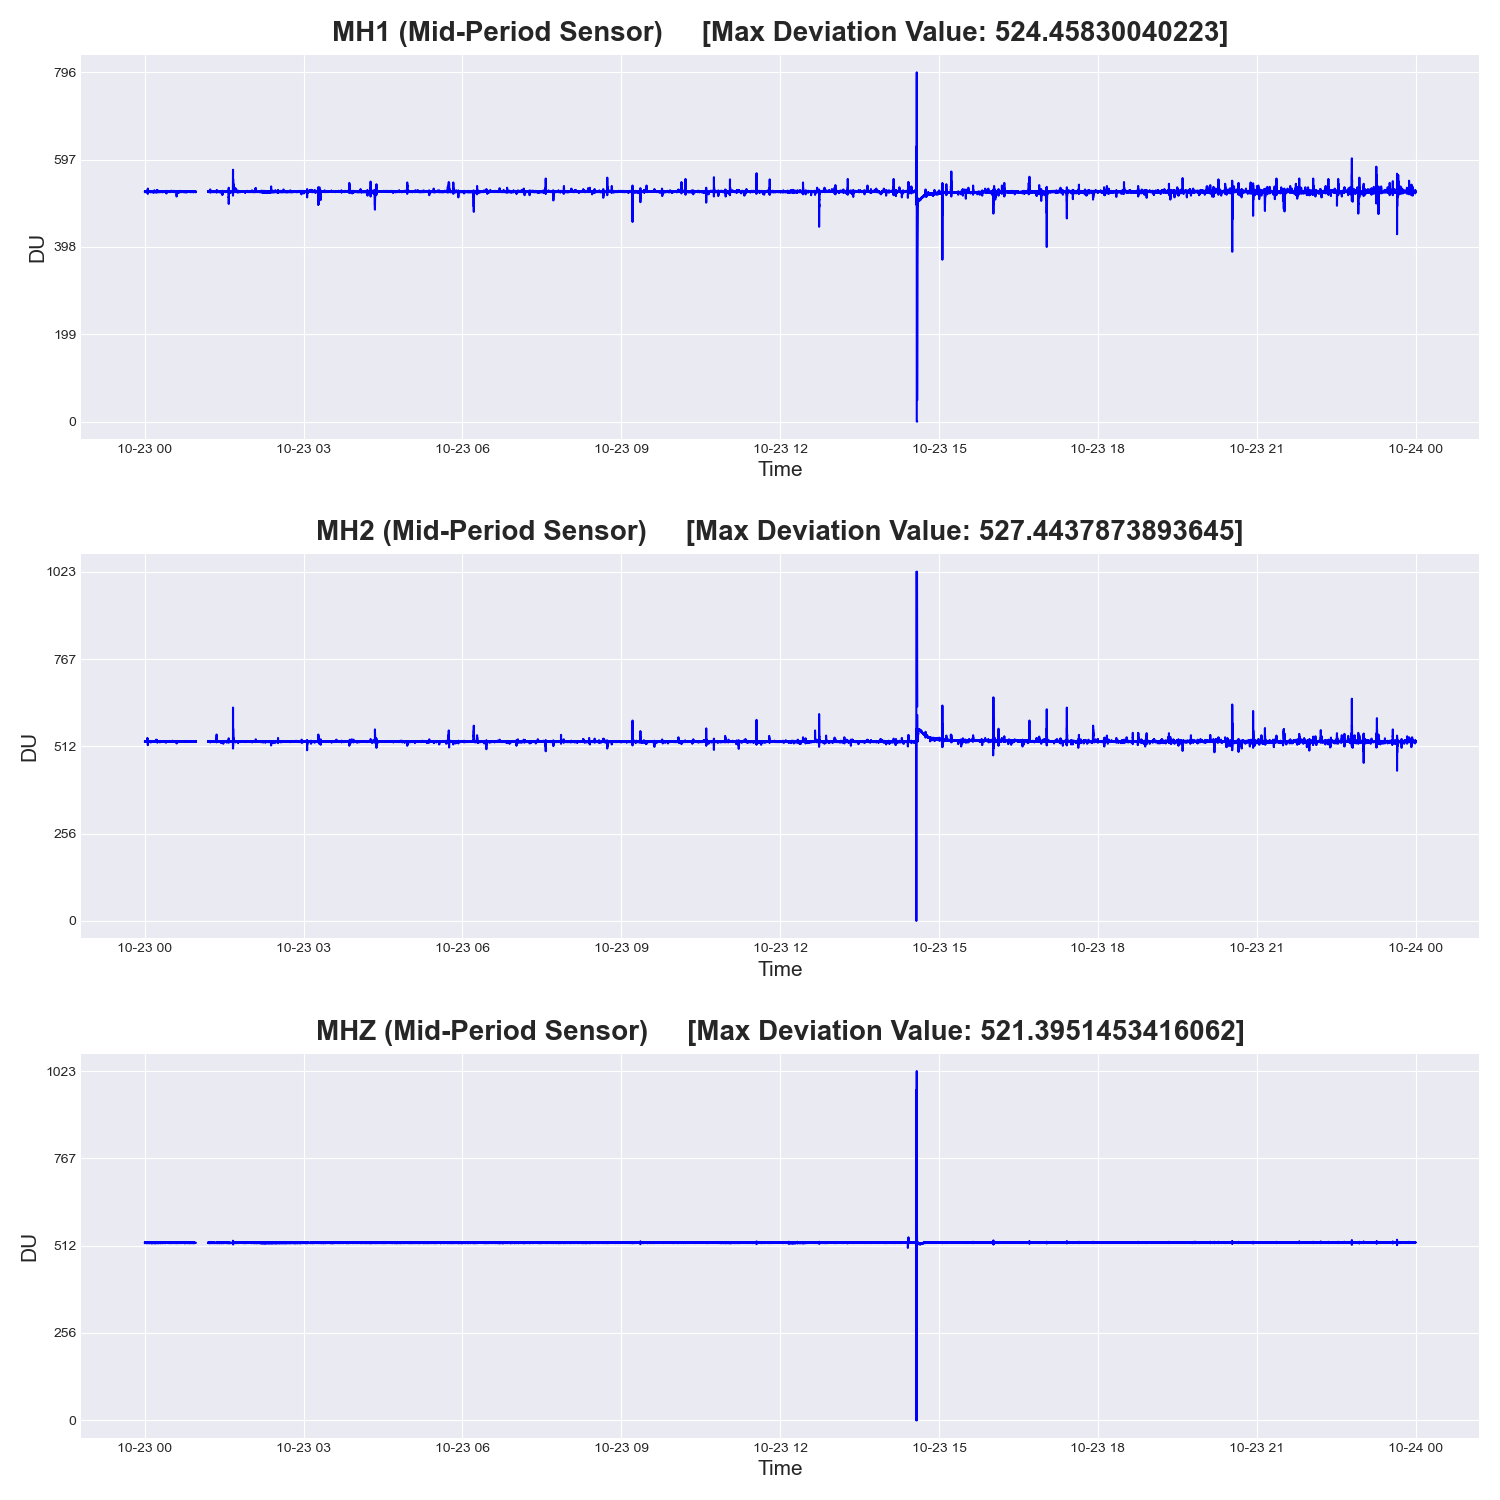 MH1 (Mid-Period Sensor) [Max Deviation Value: 524.45830040223]
796
597
398
199
0
DU
10-23 00 10-23 03 10-23 06 10-23 09 10-23 12 10-23 15 10-23 18 10-23 21 10-24 00
Time
MH2 (Mid-Period Sensor) [Max Deviation Value: 527.4437873893645]
1023
767
512
256
0
DU
10-23 00 10-23 03 10-23 06 10-23 09 10-23 12 10-23 15 10-23 18 10-23 21 10-24 00
Time
MHZ (Mid-Period Sensor) [Max Deviation Value: 521.3951453416062]
1023
767
512
256
0
DU
10-23 00 10-23 03 10-23 06 10-23 09 10-23 12 10-23 15 10-23 18 10-23 21 10-24 00
Time